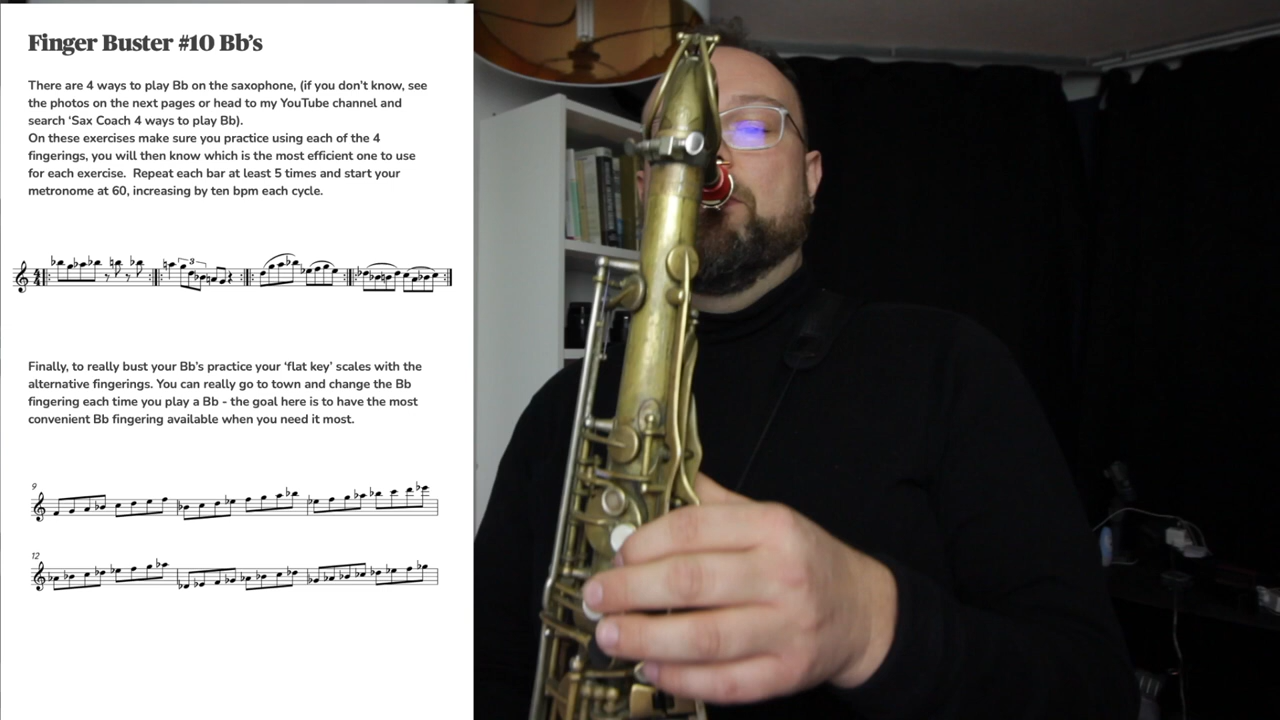 Finger Buster #10 Bb’s
There are 4 ways to play Bb on the saxophone, (if you don’t know, see
the photos on the next pages or head to my YouTube channel and
search ‘Sax Coach 4 ways to play Bb).
On these exercises make sure you practice using each of the 4
fingerings, you will then know which is the most efficient one to use
for each exercise.  Repeat each bar at least 5 times and start your
metronome at 60, increasing by ten bpm each cycle.
3
Finally, to really bust your Bb’s practice your ‘flat key’ scales with the
alternative fingerings. You can really go to town and change the Bb
fingering each time you play a Bb - the goal here is to have the most
convenient Bb fingering available when you need it most.
9
12